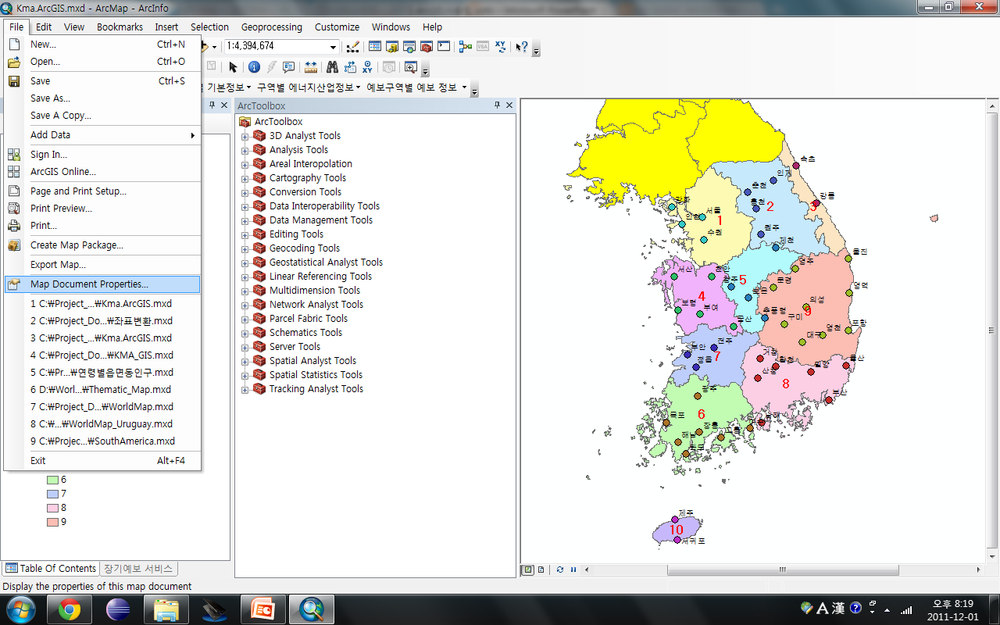 Kma.ArcGIS.mxd - ArcMap - ArcInfo
File Edit View Bookmarks Insert Selection Geoprocessing Customize Windows Help
1:4,394,674
기본정보 구역별 에너지산업정보 예보구역별 예보 정보
New... Ctrl+N
Open... Ctrl+O
Save Ctrl+S
Save As...
Save A Copy...
Add Data
Sign In...
ArcGIS Online...
Page and Print Setup...
Print Preview...
Print...
Create Map Package...
Export Map...
Map Document Properties...
1 C:₩Project_...₩Kma.ArcGIS.mxd
2 C:₩Project_Do...₩좌표변환.mxd
3 C:₩Project_...₩Kma.ArcGIS.mxd
4 C:₩Project_Do...₩KMA_GIS.mxd
5 C:₩Pr...₩연령별읍면동인구.mxd
6 D:₩Worl...₩Thematic_Map.mxd
7 C:₩Project_D...₩WorldMap.mxd
8 C:₩...₩WorldMap_Uruguay.mxd
9 C:₩Projec...₩SouthAmerica.mxd
Exit Alt+F4
6
7
8
9
Table Of Contents 장기예보 서비스
Display the properties of this map document
ArcToolbox
ArcToolbox
3D Analyst Tools
Analysis Tools
Areal Interpolation
Cartography Tools
Conversion Tools
Data Interoperability Tools
Data Management Tools
Editing Tools
Geocoding Tools
Geostatistical Analyst Tools
Linear Referencing Tools
Multidimension Tools
Network Analyst Tools
Parcel Fabric Tools
Schematics Tools
Server Tools
Spatial Analyst Tools
Spatial Statistics Tools
Tracking Analyst Tools
속초
인제
춘천
강릉
홍천
2
3
강화
서울
인천
1
수원
원주
제천
울진
영주
서산
천안
청주
5
문경
영덕
보은
4
의성
보령
부여
추풍령
9
구미
금산
영천
포항
대구
전주
부안
7
정읍
거창
합천
밀양
울산
산청
8
광주
부산
6
목포
장흥
고흥
남해
해남
완도
제주
10
서귀포
A 漢
오후 8:19
2011-12-01